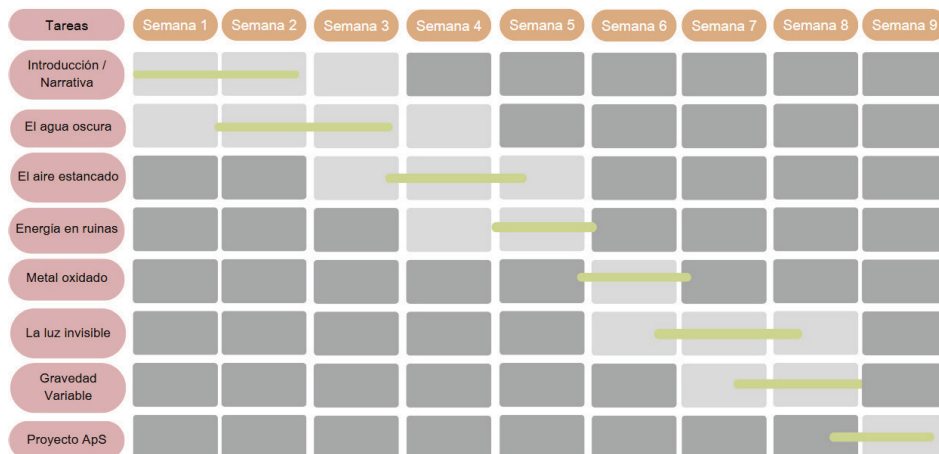 Tareas
Semana 1
Semana 2
Semana 3
Semana 4
Semana 5
Semana 6
Semana 7
Semana 8
Semana 9
Introducción /
Narrativa
El agua oscura
El aire estancado
Energía en ruinas
Metal oxidado
La luz invisible
Gravedad
Variable
Proyecto ApS